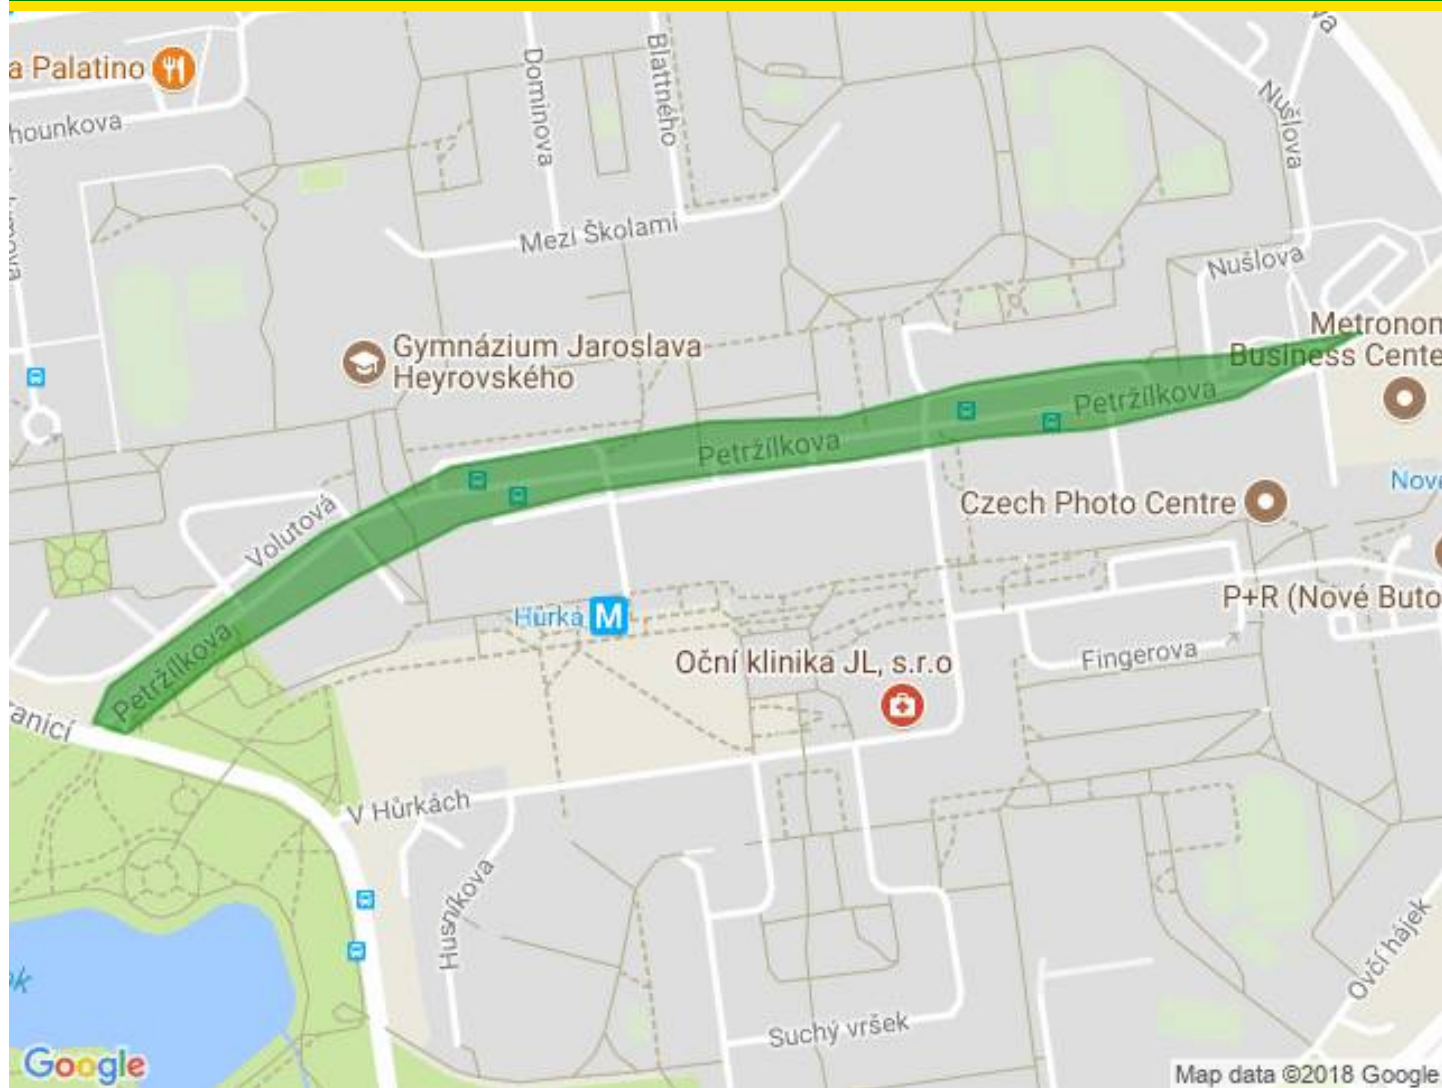 a Palatino
hounkova
Dominova
Blattného
Nušlova
Mezi Školami
Nušlova
Gymnázium Jaroslava
Heyrovského
Metronom
Business Cente
Petržílkova
Petržílkova
Volutová
Czech Photo Centre
Nové
Hůrka
M
P+R (Nové Buto
Petržílkova
Oční klinika JL, s.r.o
Fingerova
anicí
V Hůrkách
Husníkova
Ovčí hájek
Suchý vršek
Google
Map data ©2018 Google